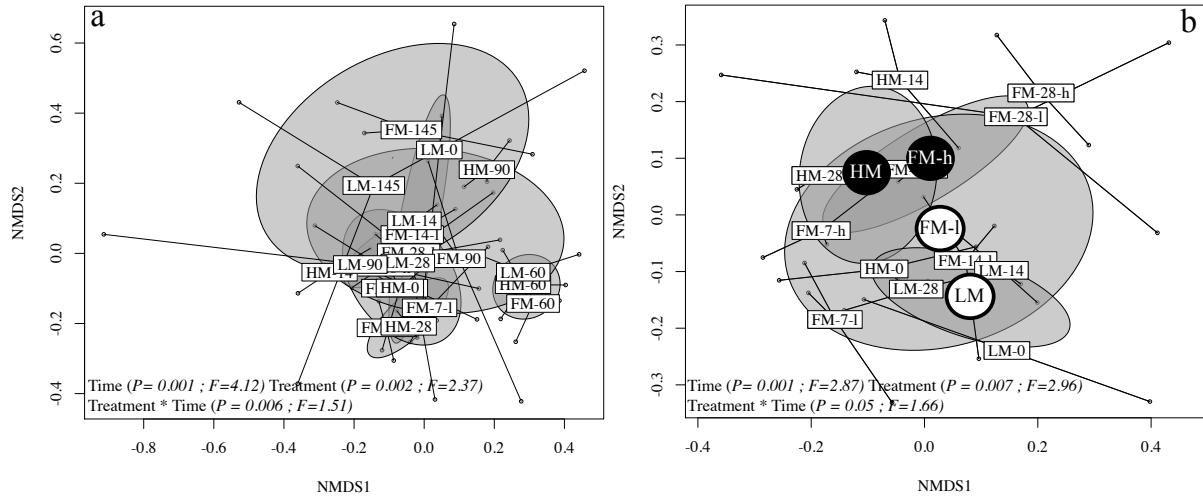 a
NMDS2
0.6
0.4
0.2
0.0
-0.2
-0.4
FM-145
LM-0
HM-90
LM-145
LM-14
FM-14-l
FM-28-l
LM-28
FM-90
LM-90
HM-14
LM-60
HM-60
HM-0
FM-60
FM-7-l
HM-28
Time (P= 0.001 ; F=4.12) Treatment (P = 0.002 ; F=2.37)
Treatment * Time (P = 0.006 ; F=1.51)
-0.8 -0.6 -0.4 -0.2 0.0 0.2 0.4
NMDS1
b
NMDS2
0.3
0.2
0.1
0.0
-0.1
-0.2
-0.3
HM-14
FM-28-h
FM-28-l
HM-28
HM
FM-h
FM-7-h
FM-l
FM-14-l
HM-0
LM-14
LM-28
LM
FM-7-l
LM-0
Time (P= 0.001 ; F=2.87) Treatment (P = 0.007 ; F=2.96)
Treatment * Time (P = 0.05 ; F=1.66)
-0.4 -0.2 0.0 0.2 0.4
NMDS1